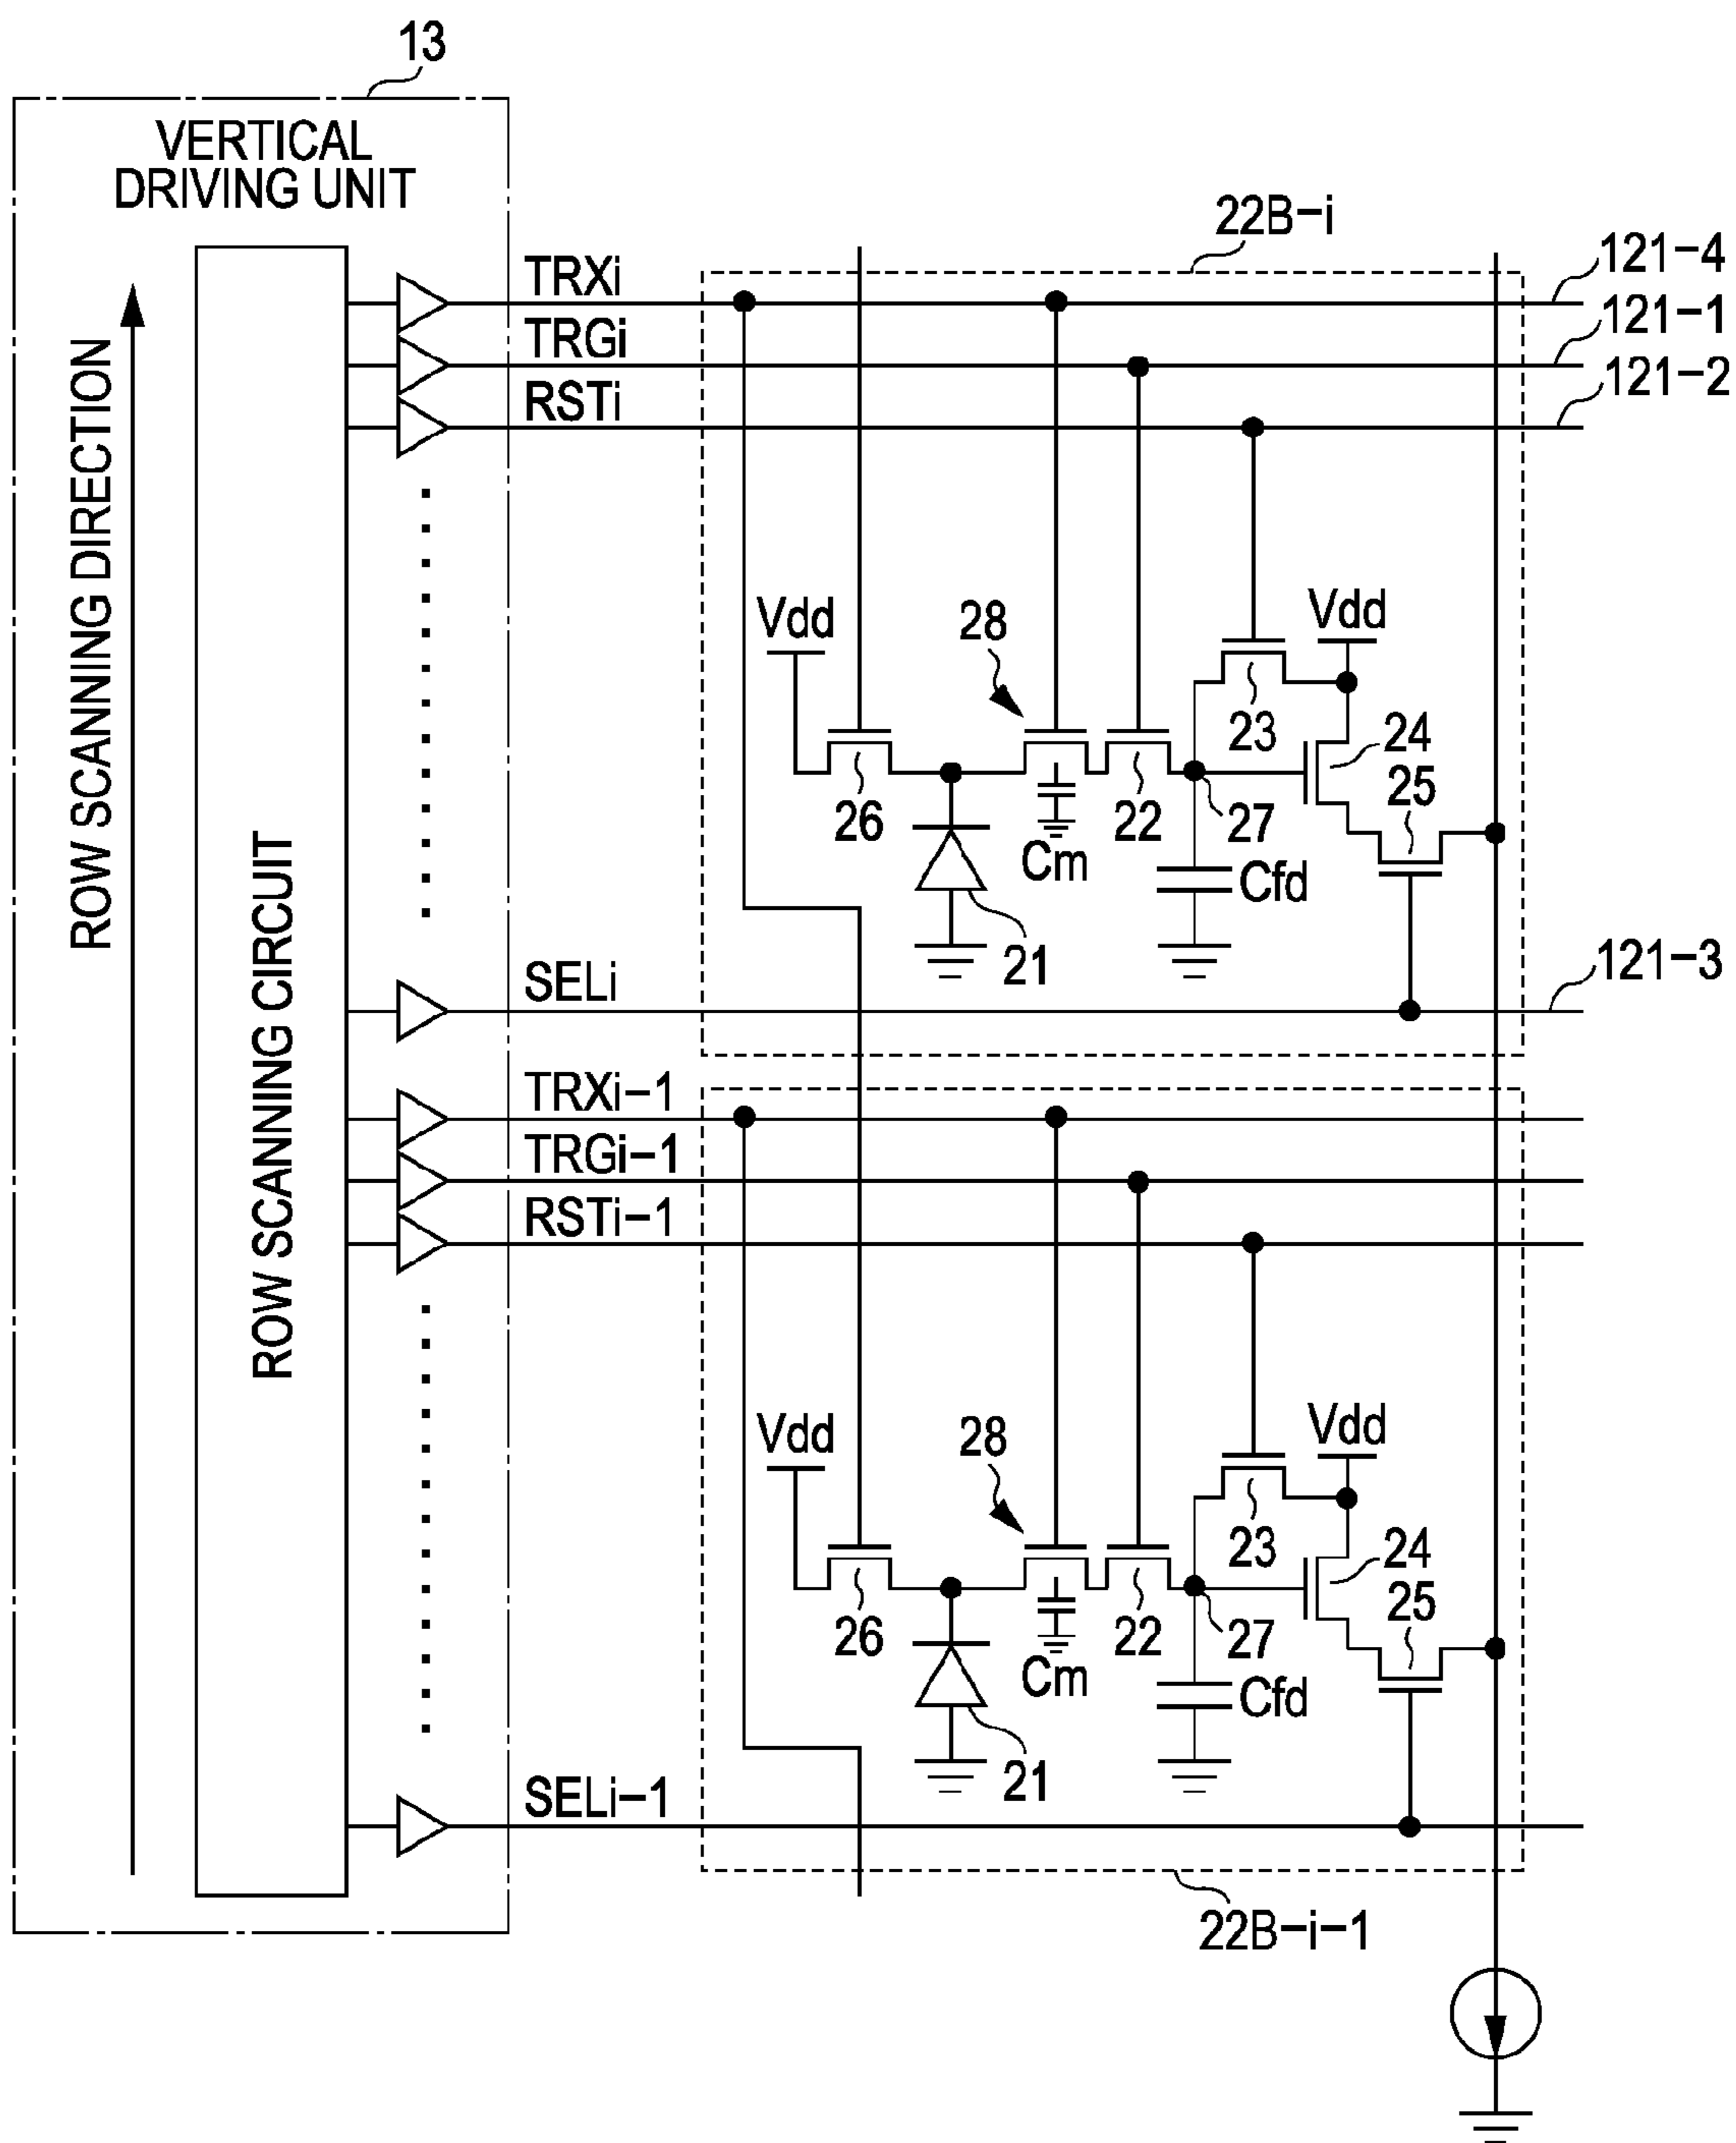 13
VERTICAL
DRIVING UNIT
ROW SCANNING DIRECTION
ROW SCANNING CIRCUIT
22B-i
TRXi
121-4
TRGi
121-1
RSTi
121-2
Vdd
28
Vdd
23
24
26
22
27
25
Cm
Cfd
21
SELi
121-3
TRXi-1
TRGi-1
RSTi-1
Vdd
28
Vdd
23
24
26
22
27
25
Cm
Cfd
21
SELi-1
22B-i-1